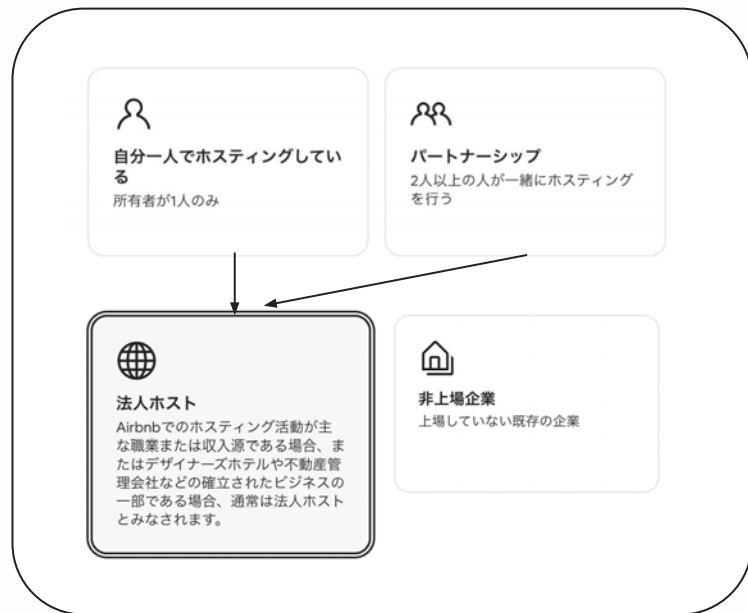 自分一人でホスティングしてい
る
所有者が1人のみ
パートナーシップ
2人以上の人が一緒にホスティング
を行う
法人ホスト
Airbnbでのホスティング活動が主
な職業または収入源である場合、ま
たはデザイナーズホテルや不動産管
理会社などの確立されたビジネスの
一部である場合、通常は法人ホスト
とみなされます。
非上場企業
上場していない既存の企業